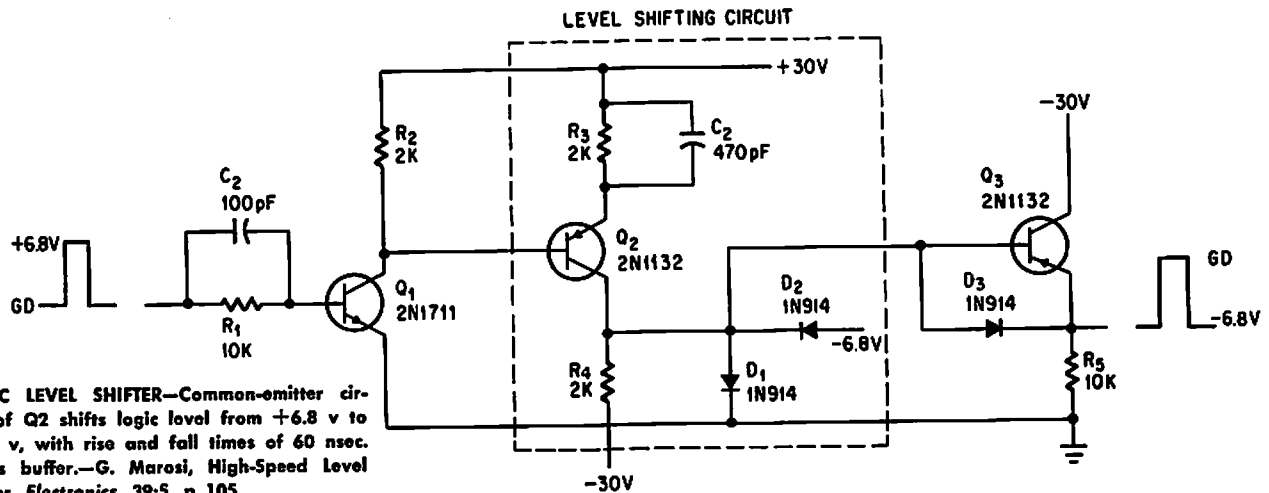 LEVEL SHIFTING CIRCUIT
+30V
-30V
R2
2K
R3
2K
C2
470pF
Q3
2N1132
C2
100pF
+6.8V
GD
Q2
2N1132
GD
Q1
2N1711
D2
1N914
D3
1N914
R1
10K
-6.8V
-6.8V
R4
2K
D1
1N914
R5
10K
C LEVEL SHIFTER—Common-emitter cir-
of Q2 shifts logic level from +6.8 v to
v, with rise and fall times of 60 nsec.
s buffer.—G. Marosi, High-Speed Level
Electronics, 39:5, p 105
-30V